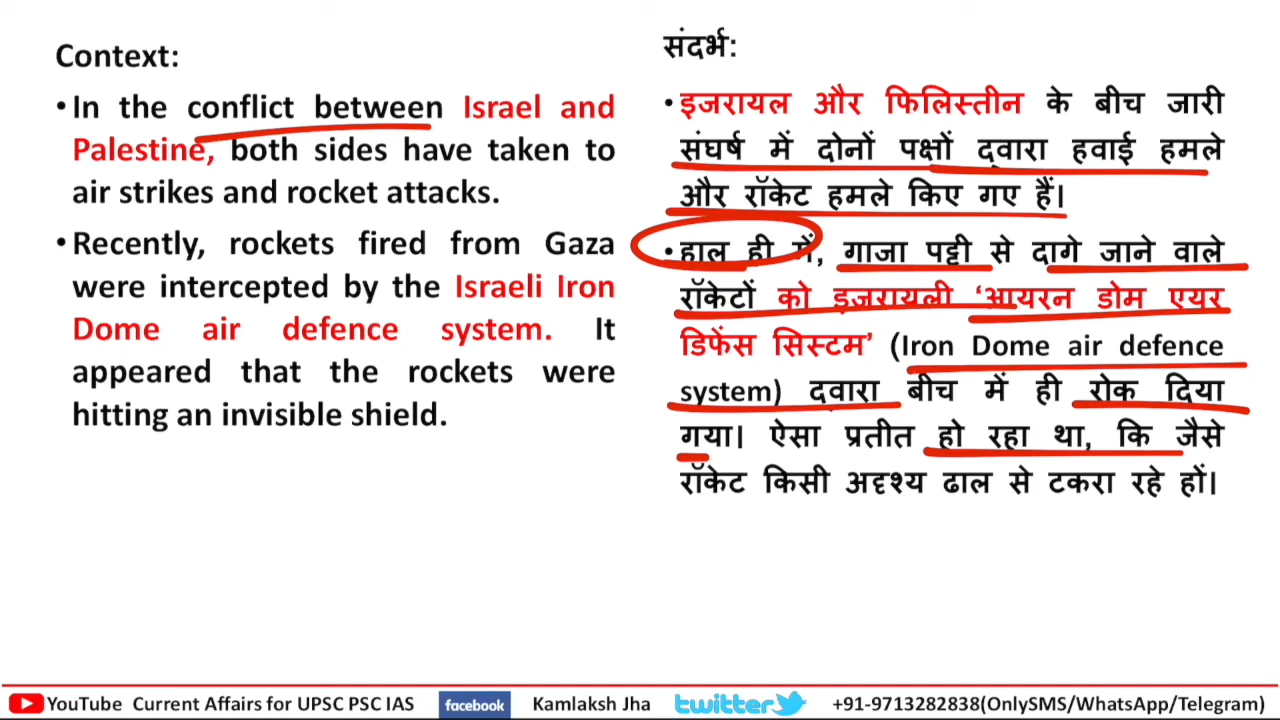 Context:
•In the conflict between Israel and
Palestine, both sides have taken to
air strikes and rocket attacks.
•Recently, rockets fired from Gaza
were intercepted by the Israeli Iron
Dome air defence system. It
appeared that the rockets were
hitting an invisible shield.
संदर्भ:
•इजरायल और फिलिस्तीन के बीच जारी
संघर्ष में दोनों पक्षों द्वारा हवाई हमले
और रॉकेट हमले किए गए हैं।
•हाल ही में, गाजा पट्टी से दागे जाने वाले
रॉकेटों को इजरायली ‘आयरन डोम एयर
डिफेंस सिस्टम’ (Iron Dome air defence
system) द्वारा बीच में ही रोक दिया
गया। ऐसा प्रतीत हो रहा था, कि जैसे
रॉकेट किसी अदृश्य ढाल से टकरा रहे हों।
YouTube Current Affairs for UPSC PSC IAS facebook Kamlaksh Jha twitter +91-9713282838(OnlySMS/WhatsApp/Telegram)